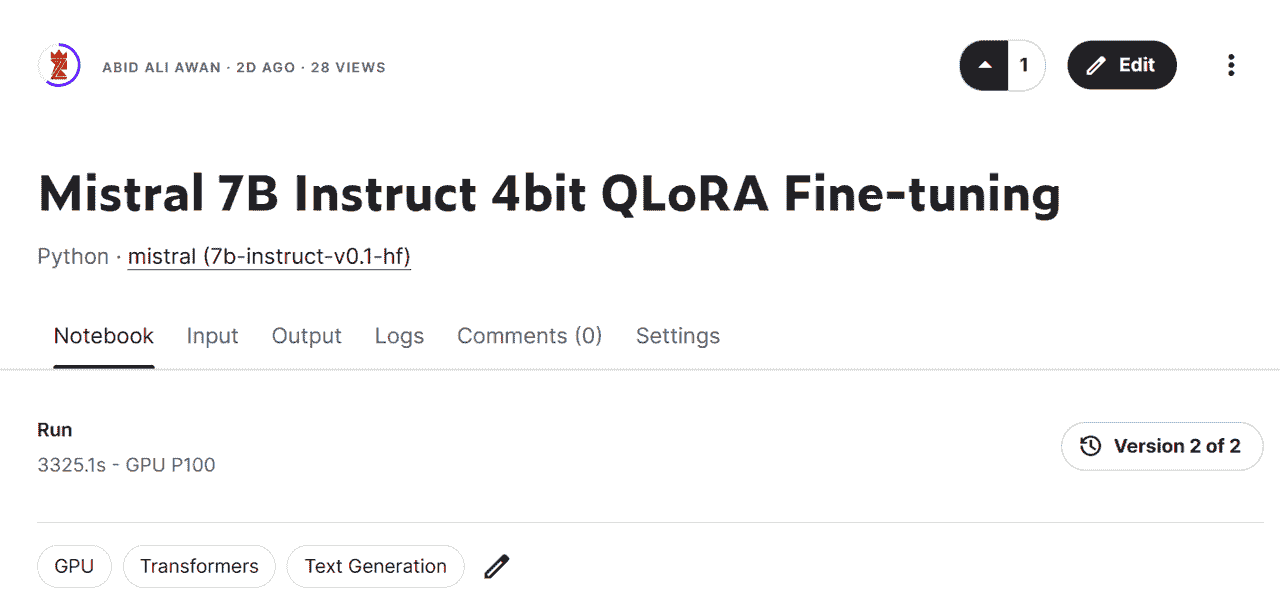 ABID ALI AWAN · 2D AGO · 28 VIEWS
1
Edit
Mistral 7B Instruct 4bit QLoRA Fine-tuning
Python · mistral (7b-instruct-v0.1-hf)
Notebook Input Output Logs Comments (0) Settings
Run
3325.1s - GPU P100
Version 2 of 2
GPU Transformers Text Generation